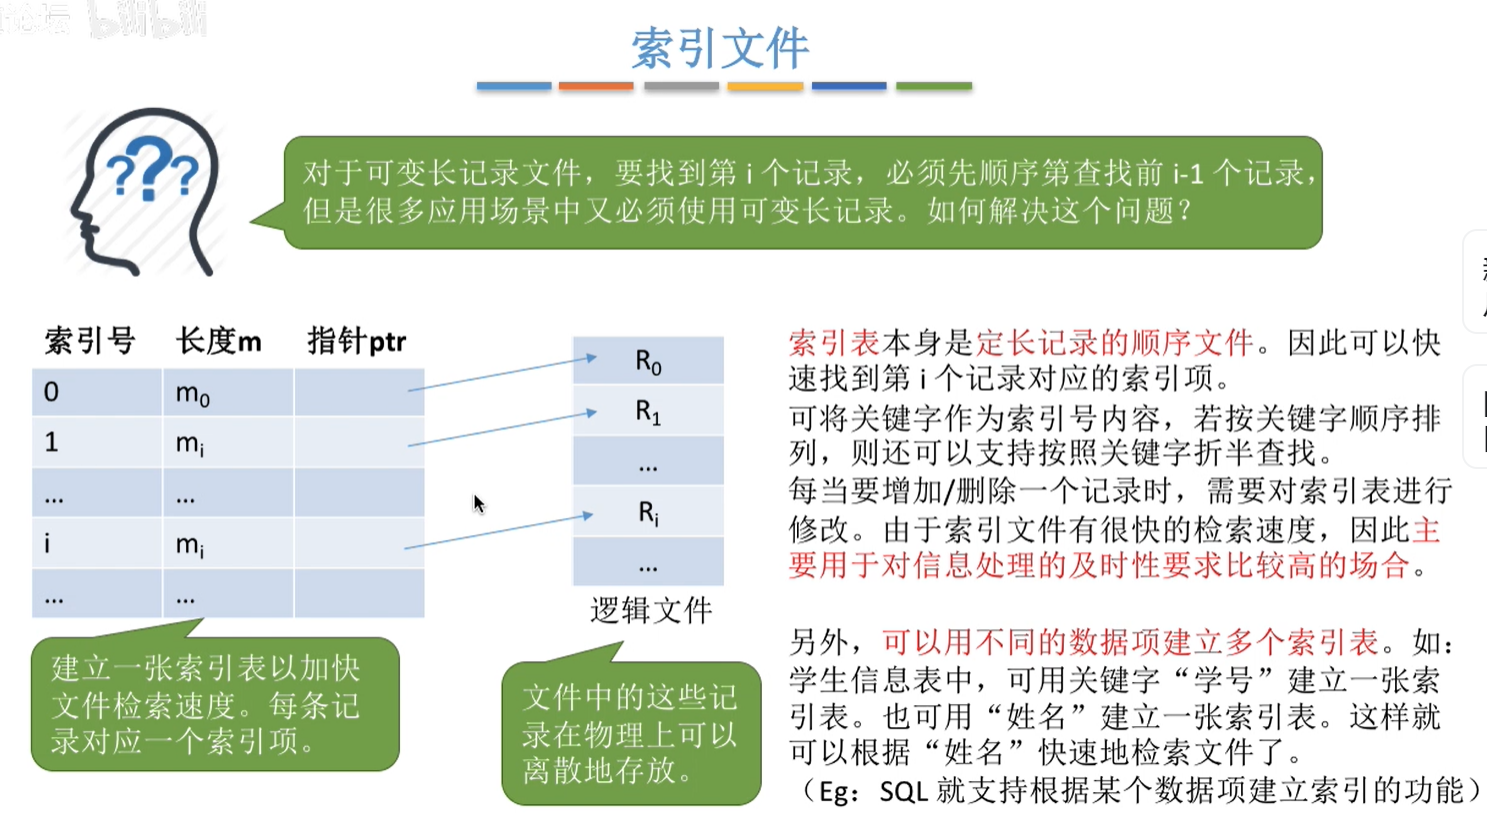 论坛 bilibili
索引文件
? ? ?
对于可变长记录文件，要找到第 i 个记录，必须先顺序第查找前 i-1 个记录，
但是很多应用场景中又必须使用可变长记录。如何解决这个问题？
索引号 长度m 指针ptr
0 m0
1 mi
... ...
i mi
... ...
R0
R1
...
Ri
...
逻辑文件
建立一张索引表以加快
文件检索速度。每条记
录对应一个索引项。
文件中的这些记
录在物理上可以
离散地存放。
索引表本身是定长记录的顺序文件。因此可以快
速找到第 i 个记录对应的索引项。
可将关键字作为索引号内容，若按关键字顺序排
列，则还可以支持按照关键字折半查找。
每当要增加/删除一个记录时，需要对索引表进行
修改。由于索引文件有很快的检索速度，因此主
要用于对信息处理的及时性要求比较高的场合。
另外，可以用不同的数据项建立多个索引表。如：
学生信息表中，可用关键字“学号”建立一张索
引表。也可用“姓名”建立一张索引表。这样就
可以根据“姓名”快速地检索文件了。
（Eg：SQL 就支持根据某个数据项建立索引的功能）